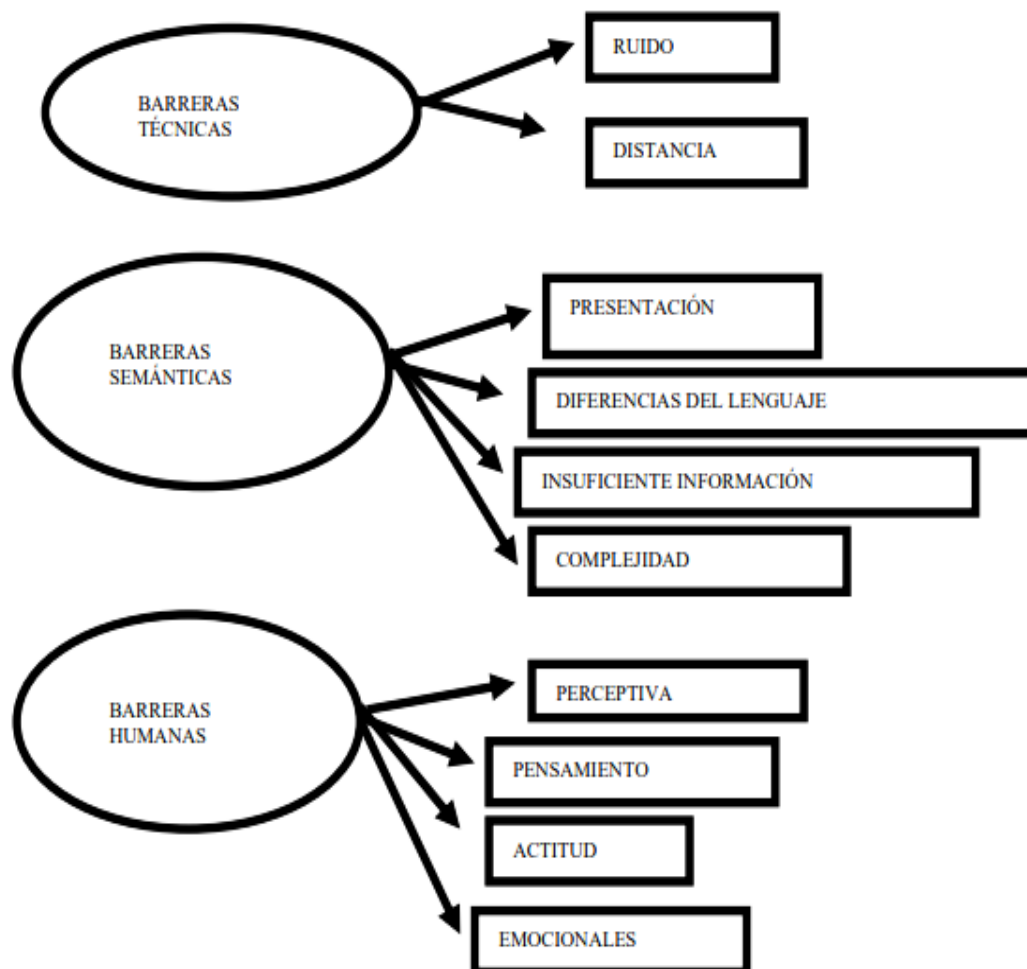 BARRERAS
TÉCNICAS
RUIDO
DISTANCIA
BARRERAS
SEMÁNTICAS
PRESENTACIÓN
DIFERENCIAS DEL LENGUAJE
INSUFICIENTE INFORMACIÓN
COMPLEJIDAD
BARRERAS
HUMANAS
PERCEPTIVA
PENSAMIENTO
ACTITUD
EMOCIONALES